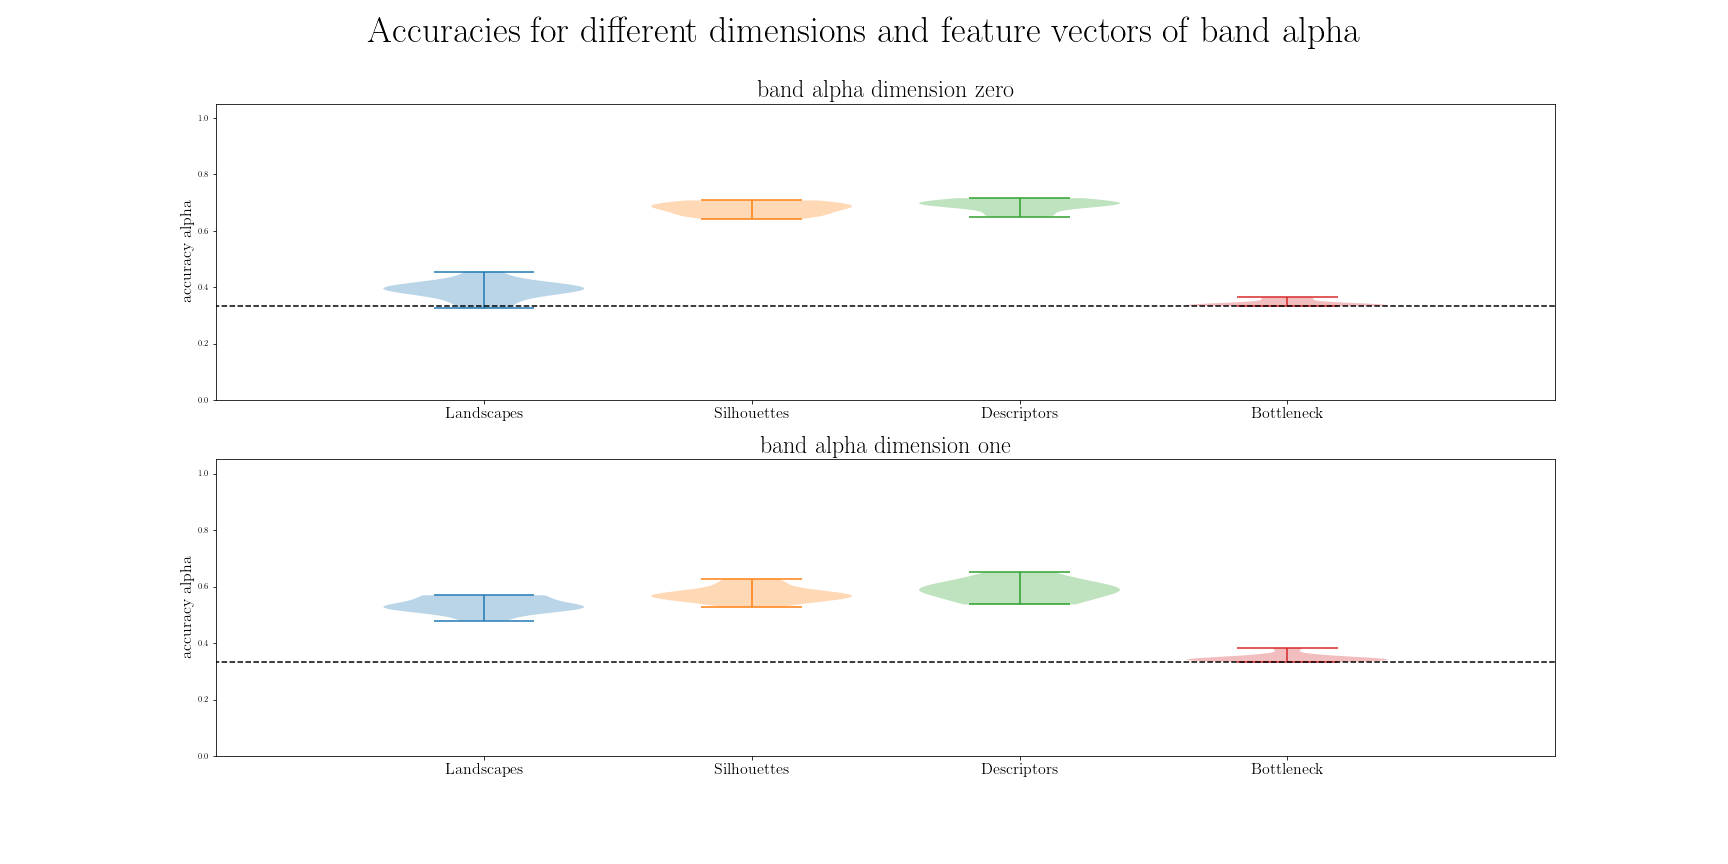 Accuracies for different dimensions and feature vectors of band alpha
band alpha dimension zero
1.0
0.8
0.6
0.4
0.2
0.0
accuracy alpha
Landscapes Silhouettes Descriptors Bottleneck
band alpha dimension one
1.0
0.8
0.6
0.4
0.2
0.0
accuracy alpha
Landscapes Silhouettes Descriptors Bottleneck